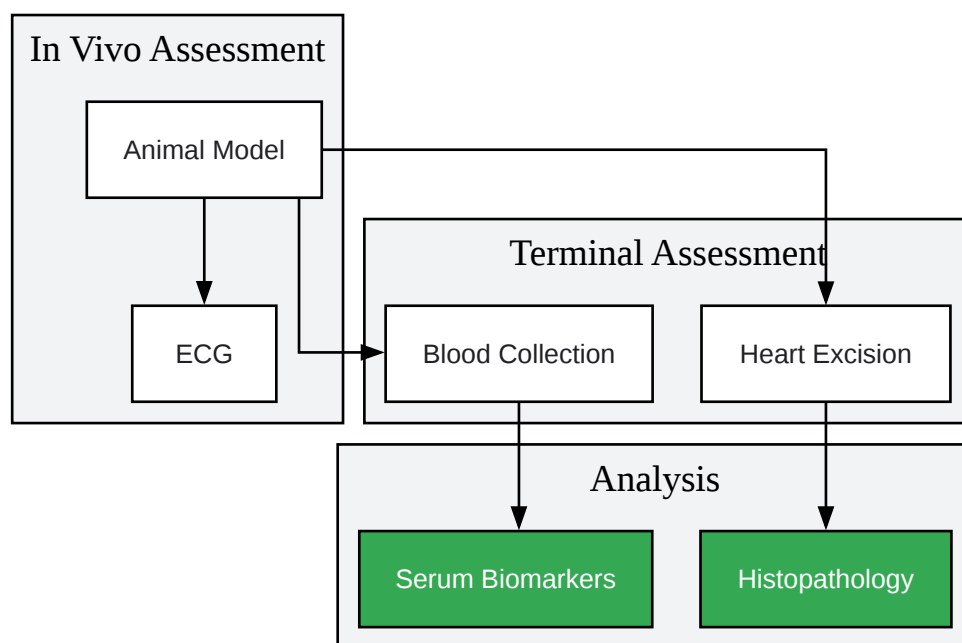 In Vivo Assessment
Animal Model
ECG
Terminal Assessment
Blood Collection
Heart Excision
Analysis
Serum Biomarkers
Histopathology